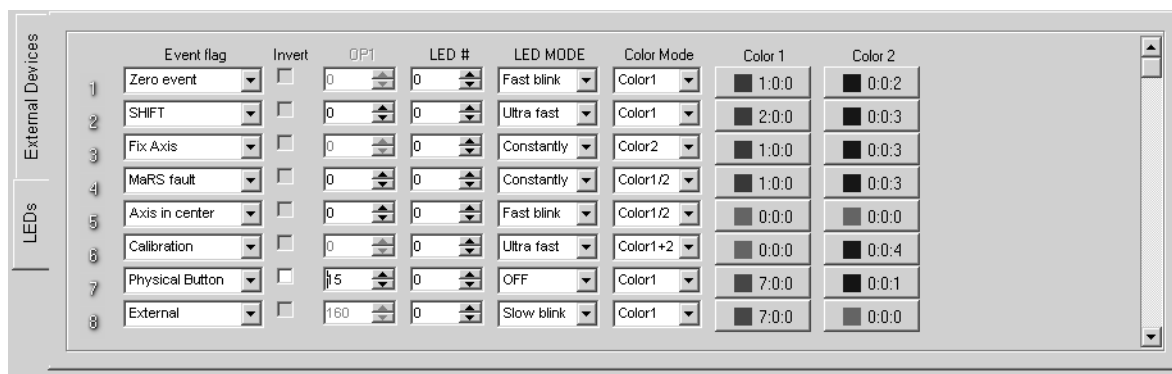 External Devices
LEDs
Event flag Invert OP1 LED # LED MODE Color Mode Color 1 Color 2
1 Zero event 0 0 Fast blink Color1 1:0:0 0:0:2
2 SHIFT 0 0 Ultra fast Color1 2:0:0 0:0:3
3 Fix Axis 0 0 Constantly Color2 1:0:0 0:0:3
4 MaRS fault 0 0 Constantly Color1/2 1:0:0 0:0:3
5 Axis in center 0 0 Fast blink Color1/2 0:0:0 0:0:0
6 Calibration 0 0 Ultra fast Color1+2 0:0:0 0:0:4
7 Physical Button 15 0 OFF Color1 7:0:0 0:0:1
8 External 160 0 Slow blink Color1 7:0:0 0:0:0